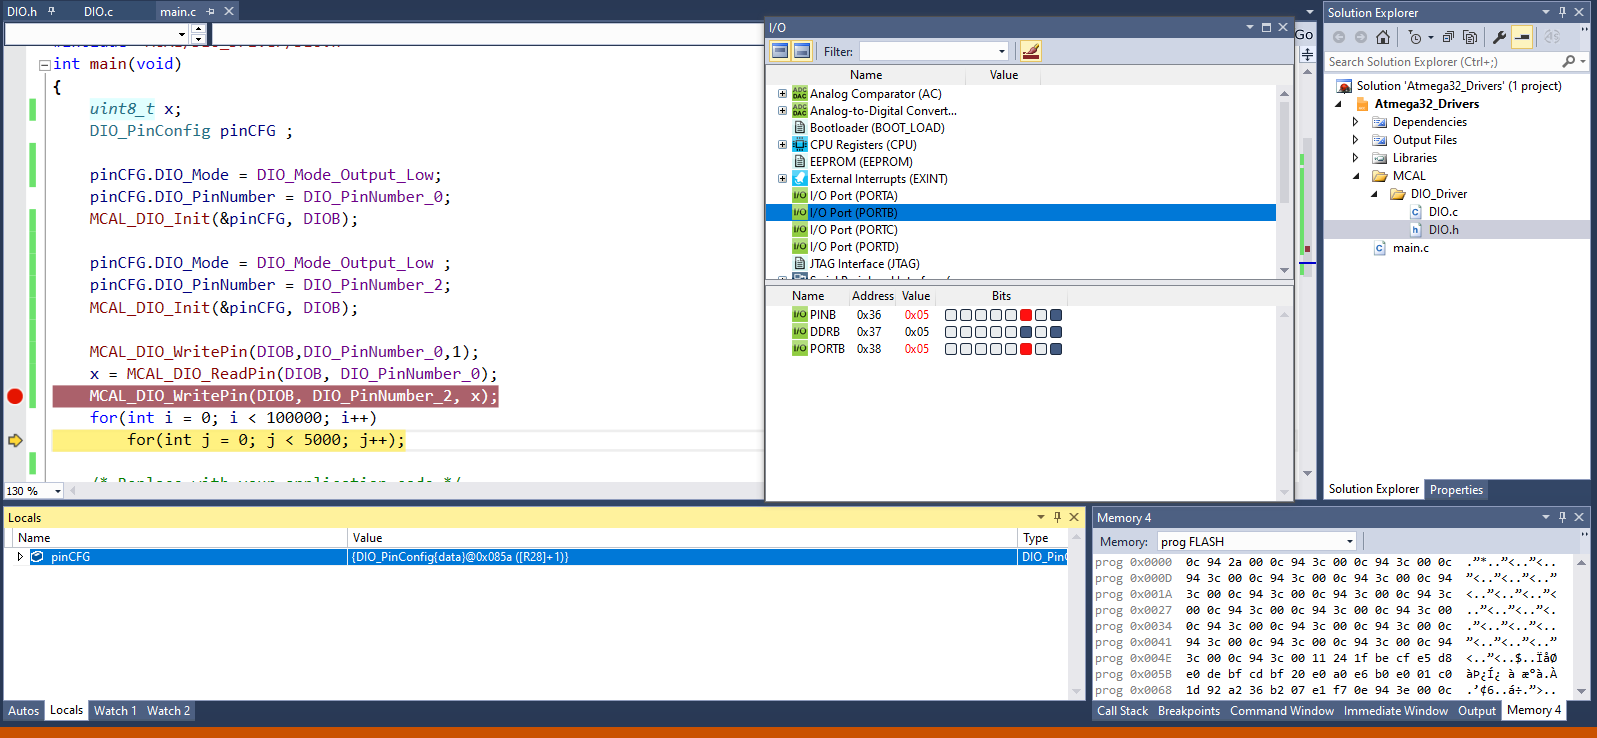 DIO.h
DIO.c
main.c
int main(void)
{
uint8_t x;
DIO_PinConfig pinCFG ;
pinCFG.DIO_Mode = DIO_Mode_Output_Low;
pinCFG.DIO_PinNumber = DIO_PinNumber_0;
MCAL_DIO_Init(&pinCFG, DIOB);
pinCFG.DIO_Mode = DIO_Mode_Output_Low ;
pinCFG.DIO_PinNumber = DIO_PinNumber_2;
MCAL_DIO_Init(&pinCFG, DIOB);
MCAL_DIO_WritePin(DIOB,DIO_PinNumber_0,1);
x = MCAL_DIO_ReadPin(DIOB, DIO_PinNumber_0);
MCAL_DIO_WritePin(DIOB, DIO_PinNumber_2, x);
for(int i = 0; i < 100000; i++)
for(int j = 0; j < 5000; j++);
130 %
I/O
Filter:
Name Value
Analog Comparator (AC)
Analog-to-Digital Convert...
Bootloader (BOOT_LOAD)
CPU Registers (CPU)
EEPROM (EEPROM)
External Interrupts (EXINT)
I/O Port (PORTA)
I/O Port (PORTB)
I/O Port (PORTC)
I/O Port (PORTD)
JTAG Interface (JTAG)
Name Address Value Bits
I/O PINB 0x36 0x05
I/O DDRB 0x37 0x05
I/O PORTB 0x38 0x05
Go
Solution Explorer
Search Solution Explorer (Ctrl+;)
Solution 'Atmega32_Drivers' (1 project)
Atmega32_Drivers
Dependencies
Output Files
Libraries
MCAL
DIO_Driver
DIO.c
DIO.h
main.c
Solution Explorer Properties
Locals
Name Value Type
pinCFG {DIO_PinConfig{data}@0x085a ([R28]+1)} DIO_Pin
Autos Locals Watch 1 Watch 2
Memory 4
Memory: prog FLASH
prog 0x0000 0c 94 2a 00 0c 94 3c 00 0c 94 3c 00 0c .”*..”<..”<..
prog 0x000D 94 3c 00 0c 94 3c 00 0c 94 3c 00 0c 94 ”<..”<..”<..”
prog 0x001A 3c 00 0c 94 3c 00 0c 94 3c 00 0c 94 3c <..”<..”<..”<
prog 0x0027 00 0c 94 3c 00 0c 94 3c 00 0c 94 3c 00 ..”<..”<..”<.
prog 0x0034 0c 94 3c 00 0c 94 3c 00 0c 94 3c 00 0c .”<..”<..”<..
prog 0x0041 94 3c 00 0c 94 3c 00 0c 94 3c 00 0c 94 ”<..”<..”<..”
prog 0x004E 3c 00 0c 94 3c 00 11 24 1f be cf e5 d8 <..”<..$..ÏåØ
prog 0x005B e0 de bf cd bf 20 e0 a0 e6 b0 e0 01 c0 àÞ¿Í¿ à æ°à.À
prog 0x0068 1d 92 a2 36 b2 07 e1 f7 0e 94 3e 00 0c .’¢6..á÷.”>..
Call Stack Breakpoints Command Window Immediate Window Output Memory 4